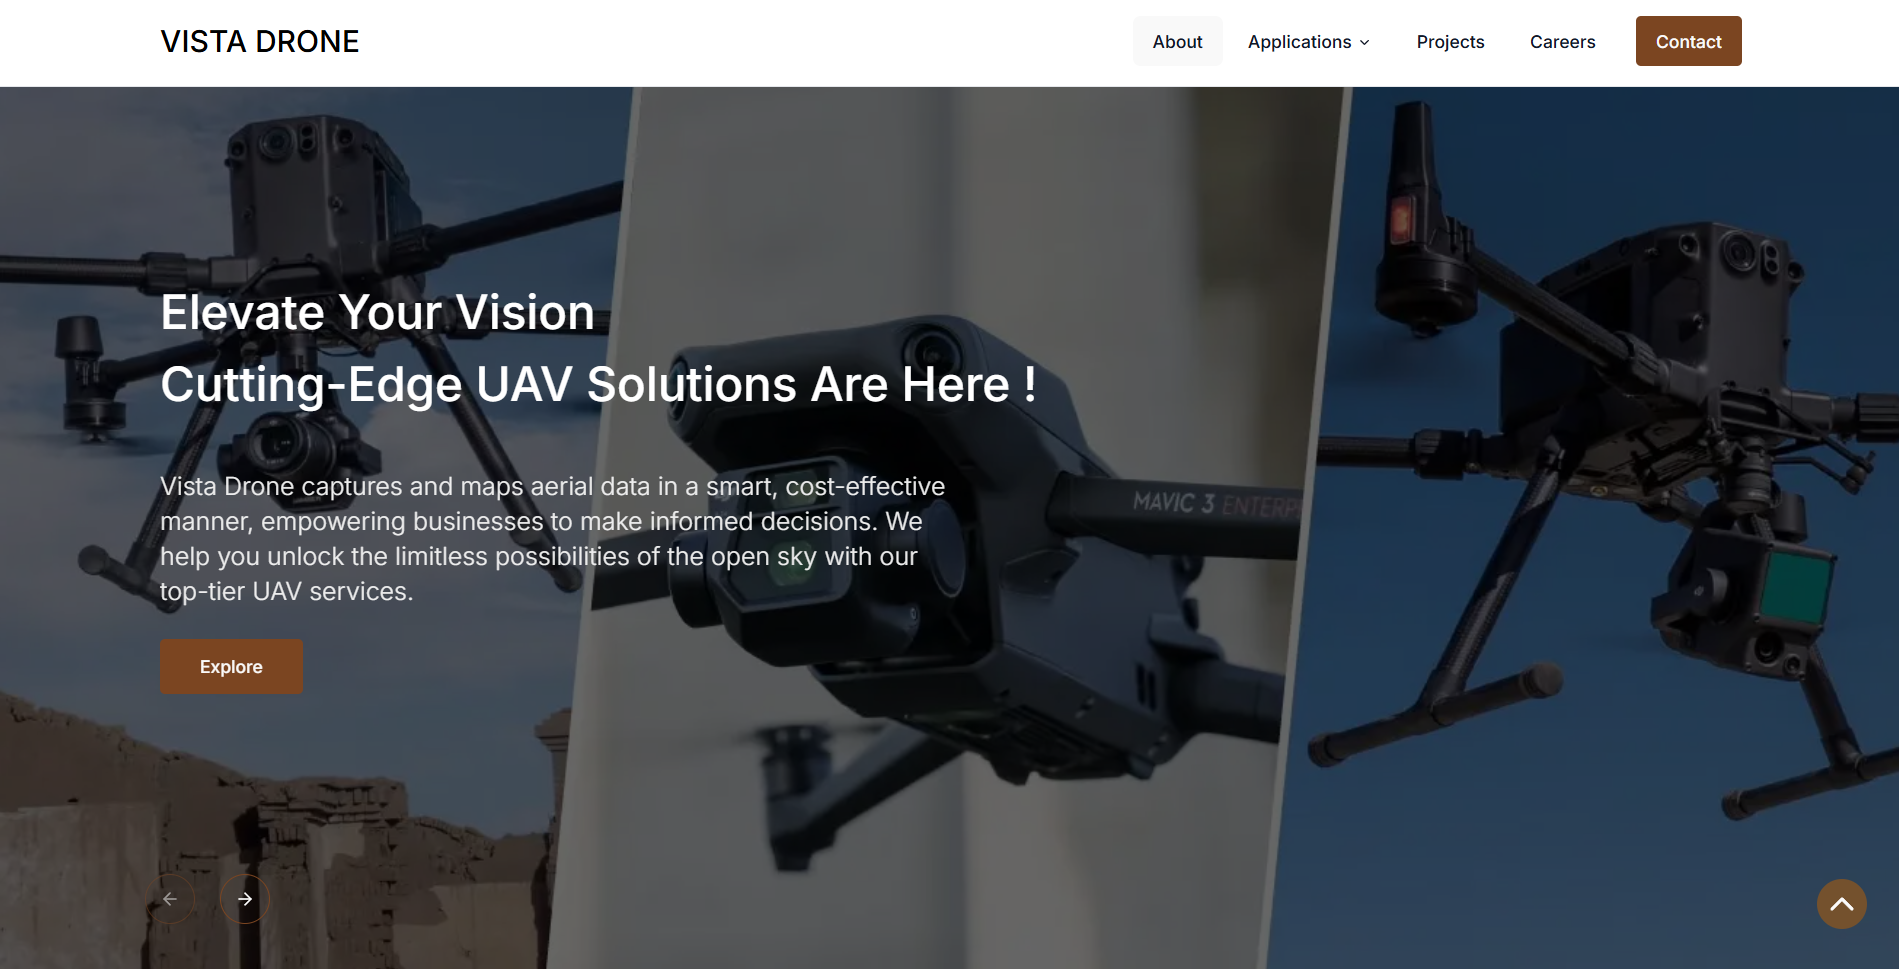 VISTA DRONE
About
Applications
Projects
Careers
Contact
Elevate Your Vision
Cutting-Edge UAV Solutions Are Here !
Vista Drone captures and maps aerial data in a smart, cost-effective
manner, empowering businesses to make informed decisions. We
help you unlock the limitless possibilities of the open sky with our
top-tier UAV services.
MAVIC 3 ENTERPR
Explore